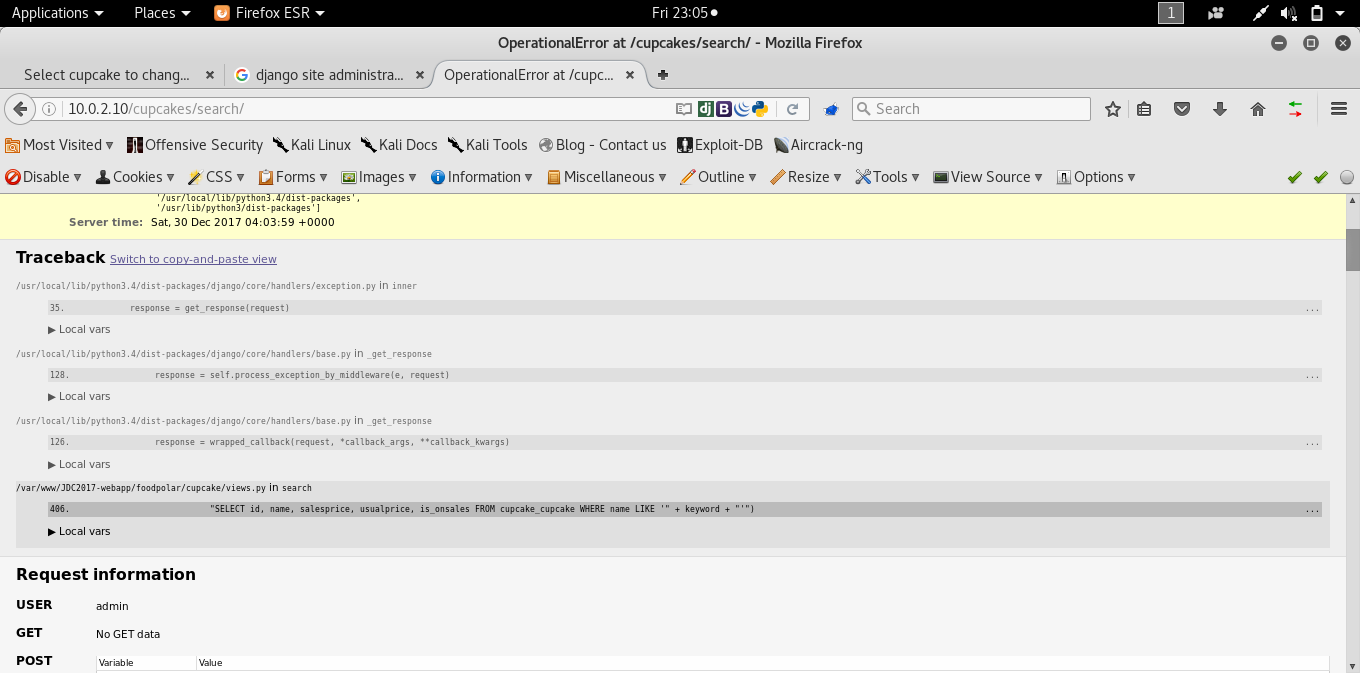 Applications Places Firefox ESR Fri 23:05 1
OperationalError at /cupcakes/search/ - Mozilla Firefox
Select cupcake to chang... django site administra... OperationalError at /cupc...
10.0.2.10/cupcakes/search/ Search
Most Visited Offensive Security Kali Linux Kali Docs Kali Tools Blog - Contact us Exploit-DB Aircrack-ng
Disable Cookies CSS Forms Images Information Miscellaneous Outline Resize Tools View Source Options
'/usr/local/lib/python3.4/dist-packages',
'/usr/lib/python3/dist-packages']
Server time: Sat, 30 Dec 2017 04:03:59 +0000
Traceback Switch to copy-and-paste view
/usr/local/lib/python3.4/dist-packages/django/core/handlers/exception.py in inner
35. response = get_response(request) ...
▶ Local vars
/usr/local/lib/python3.4/dist-packages/django/core/handlers/base.py in _get_response
128. response = self.process_exception_by_middleware(e, request) ...
▶ Local vars
/usr/local/lib/python3.4/dist-packages/django/core/handlers/base.py in _get_response
126. response = wrapped_callback(request, *callback_args, **callback_kwargs) ...
▶ Local vars
/var/www/JDC2017-webapp/foodpolar/cupcake/views.py in search
406. "SELECT id, name, salesprice, usualprice, is_onsales FROM cupcake_cupcake WHERE name LIKE '" + keyword + "'") ...
▶ Local vars
Request information
USER admin
GET No GET data
POST Variable Value